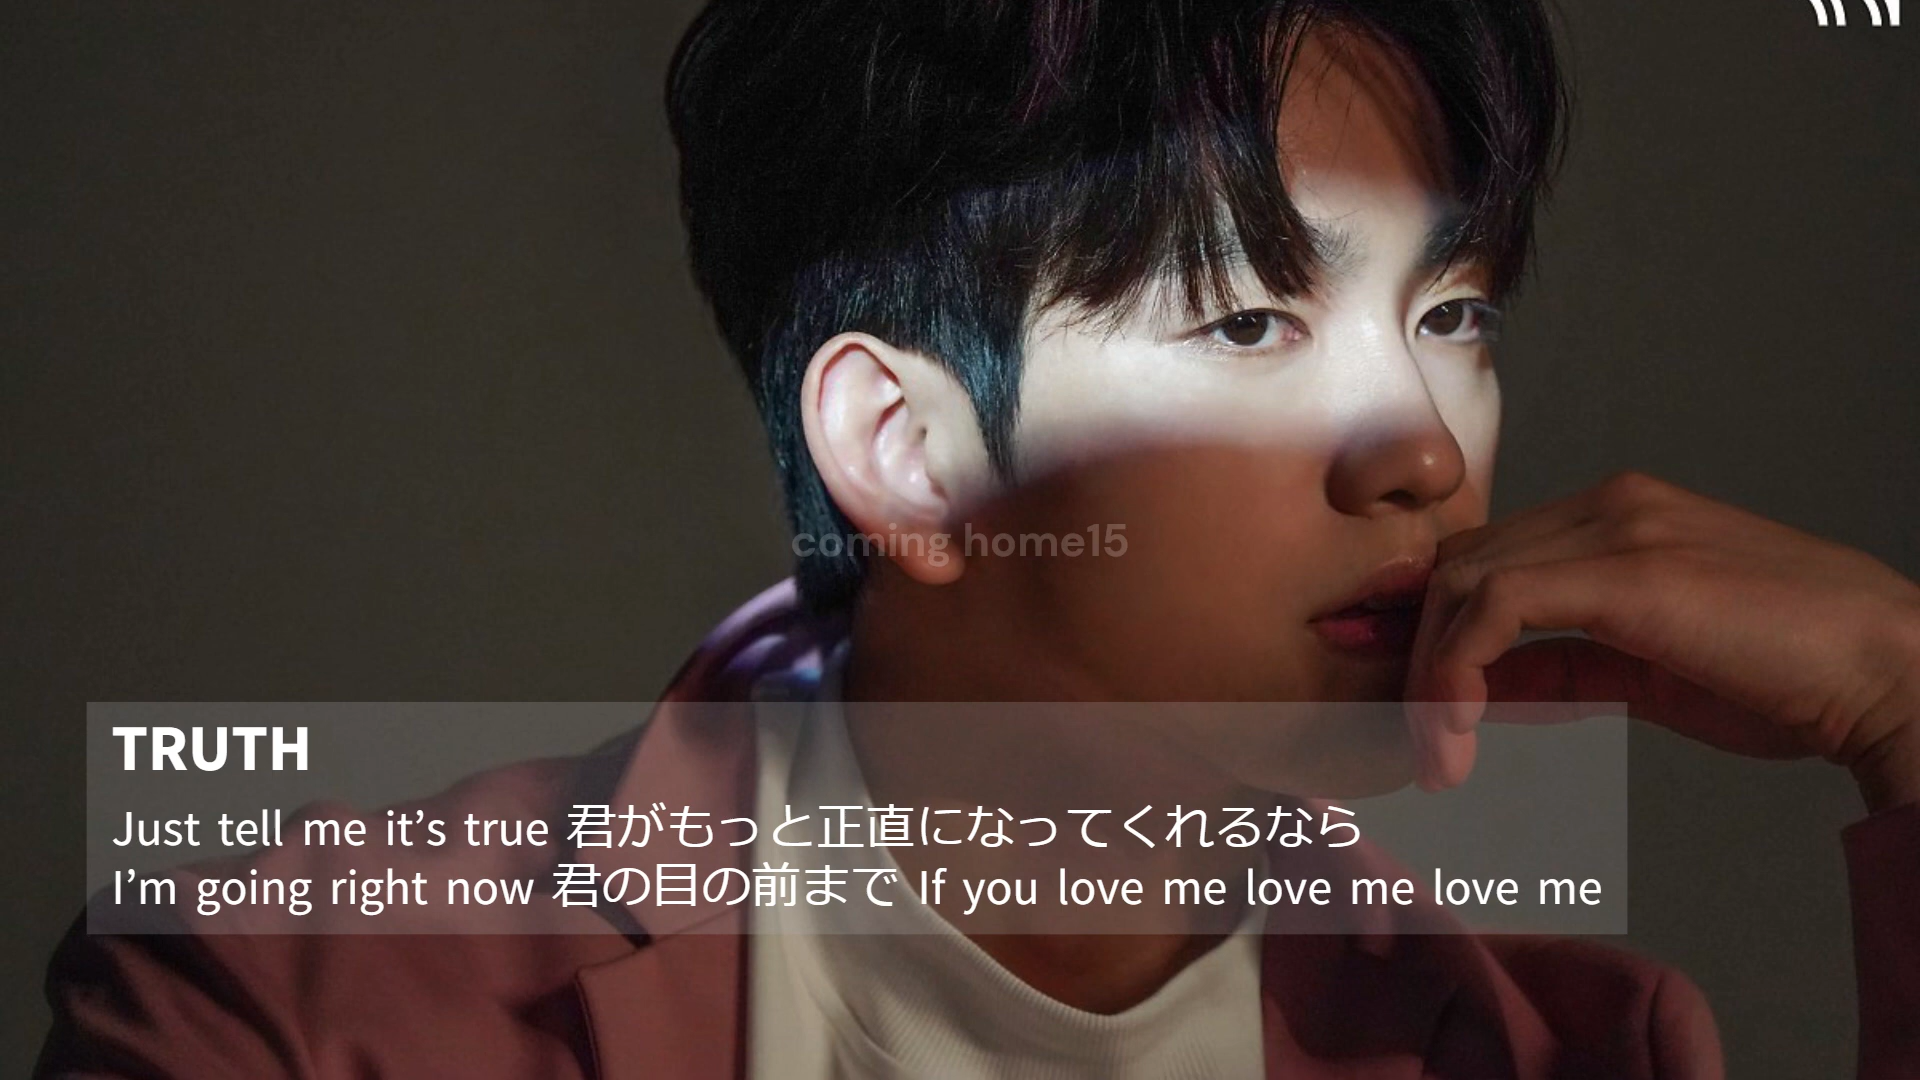 coming home15
TRUTH
Just tell me it’s true 君がもっと正直になってくれるなら
I’m going right now 君の目の前まで If you love me love me love me